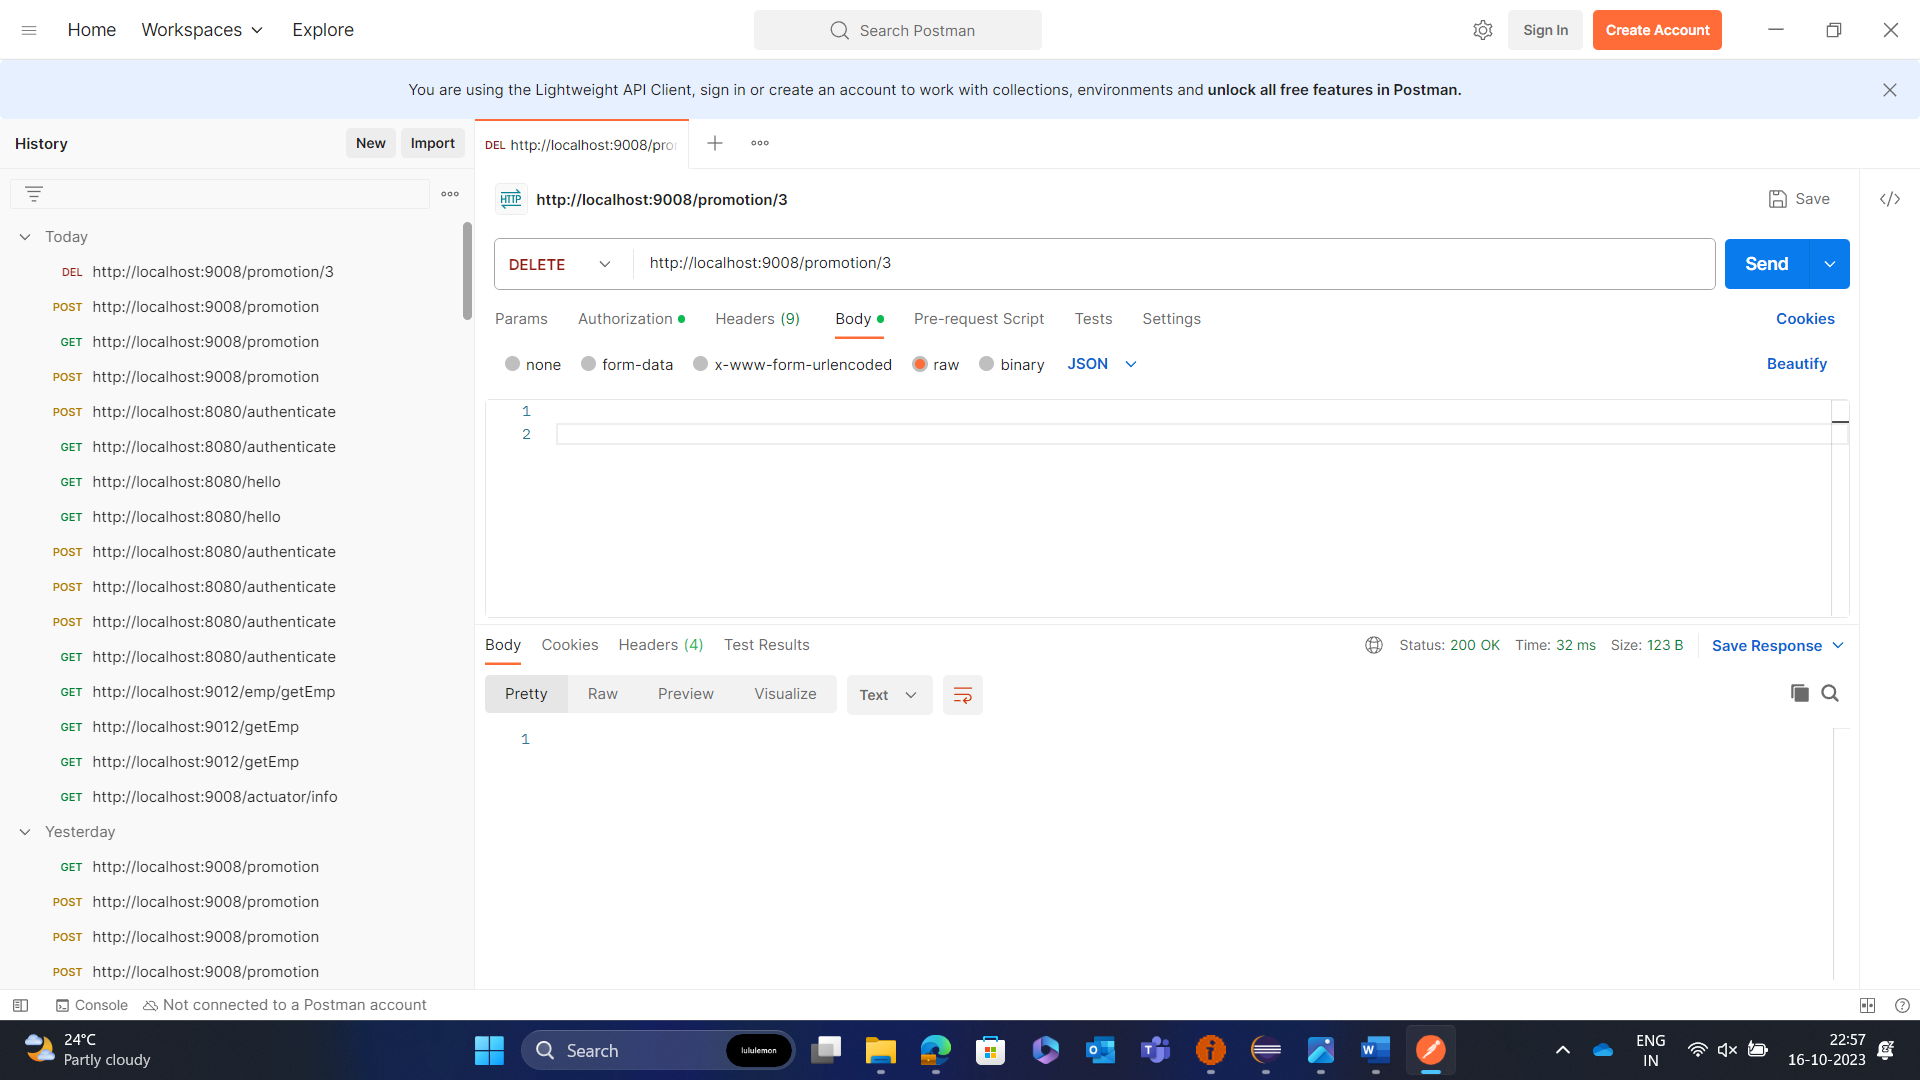 Home Workspaces Explore
Search Postman
Sign In Create Account
You are using the Lightweight API Client, sign in or create an account to work with collections, environments and unlock all free features in Postman.
History New Import
DEL http://localhost:9008/pro
HTTP http://localhost:9008/promotion/3
Save
Today
DEL http://localhost:9008/promotion/3
POST http://localhost:9008/promotion
GET http://localhost:9008/promotion
POST http://localhost:9008/promotion
POST http://localhost:8080/authenticate
GET http://localhost:8080/authenticate
GET http://localhost:8080/hello
GET http://localhost:8080/hello
POST http://localhost:8080/authenticate
POST http://localhost:8080/authenticate
POST http://localhost:8080/authenticate
GET http://localhost:8080/authenticate
GET http://localhost:9012/emp/getEmp
GET http://localhost:9012/getEmp
GET http://localhost:9012/getEmp
GET http://localhost:9008/actuator/info
Yesterday
GET http://localhost:9008/promotion
POST http://localhost:9008/promotion
POST http://localhost:9008/promotion
POST http://localhost:9008/promotion
DELETE http://localhost:9008/promotion/3 Send
Params Authorization Headers (9) Body Pre-request Script Tests Settings Cookies
none form-data x-www-form-urlencoded raw binary JSON Beautify
1
2
Body Cookies Headers (4) Test Results Status: 200 OK Time: 32 ms Size: 123 B Save Response
Pretty Raw Preview Visualize Text
1
Console Not connected to a Postman account
24°C
Partly cloudy
Search lululemon
ENG
IN
22:57
16-10-2023